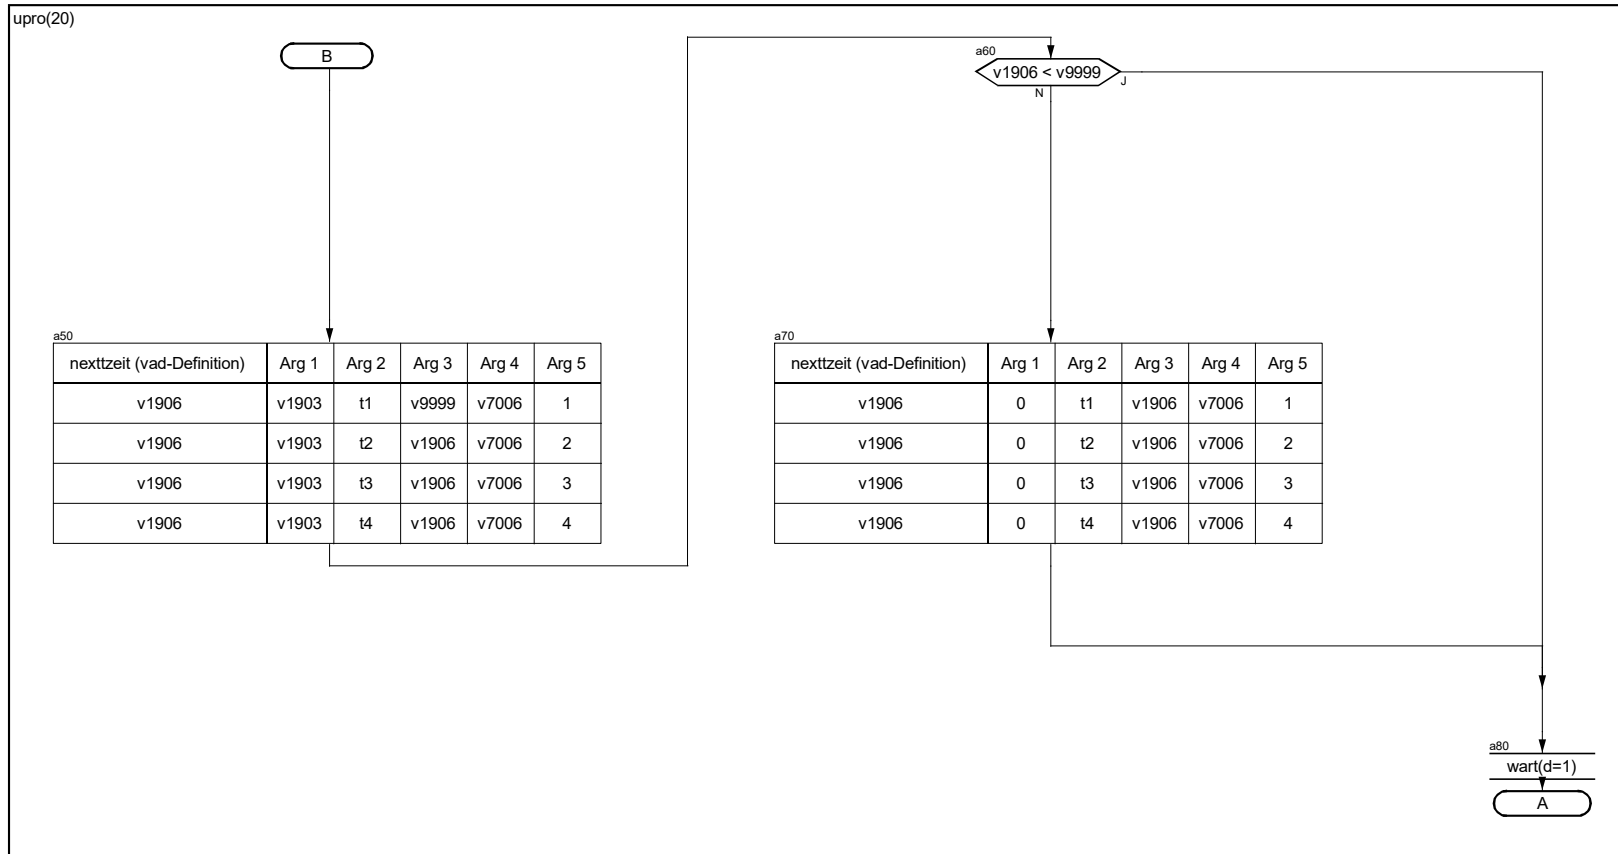 upro(20)
B
a50
nexttzeit (vad-Definition) Arg 1 Arg 2 Arg 3 Arg 4 Arg 5
v1906 v1903 t1 v9999 v7006 1
v1906 v1903 t2 v1906 v7006 2
v1906 v1903 t3 v1906 v7006 3
v1906 v1903 t4 v1906 v7006 4
a60
v1906 < v9999
J
N
a70
nexttzeit (vad-Definition) Arg 1 Arg 2 Arg 3 Arg 4 Arg 5
v1906 0 t1 v1906 v7006 1
v1906 0 t2 v1906 v7006 2
v1906 0 t3 v1906 v7006 3
v1906 0 t4 v1906 v7006 4
a80
wart(d=1)
A